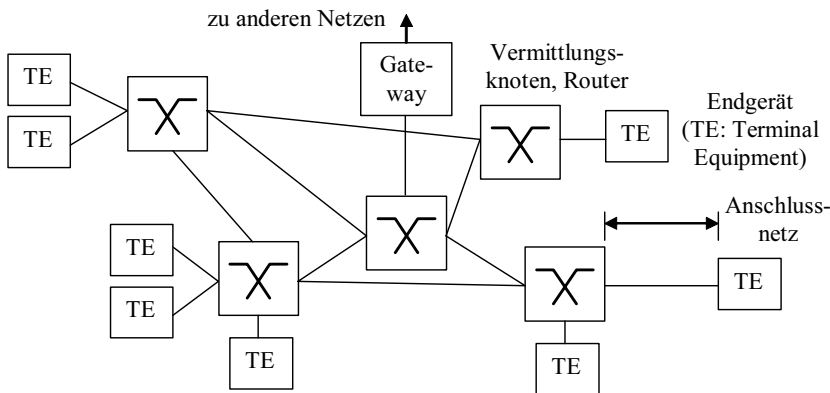 zu anderen Netzen
Gate-
way
Vermittlungs-
knoten, Router
TE
TE
Endgerät
(TE: Terminal
Equipment)
TE
Anschluss-
netz
TE
TE
TE
TE
TE